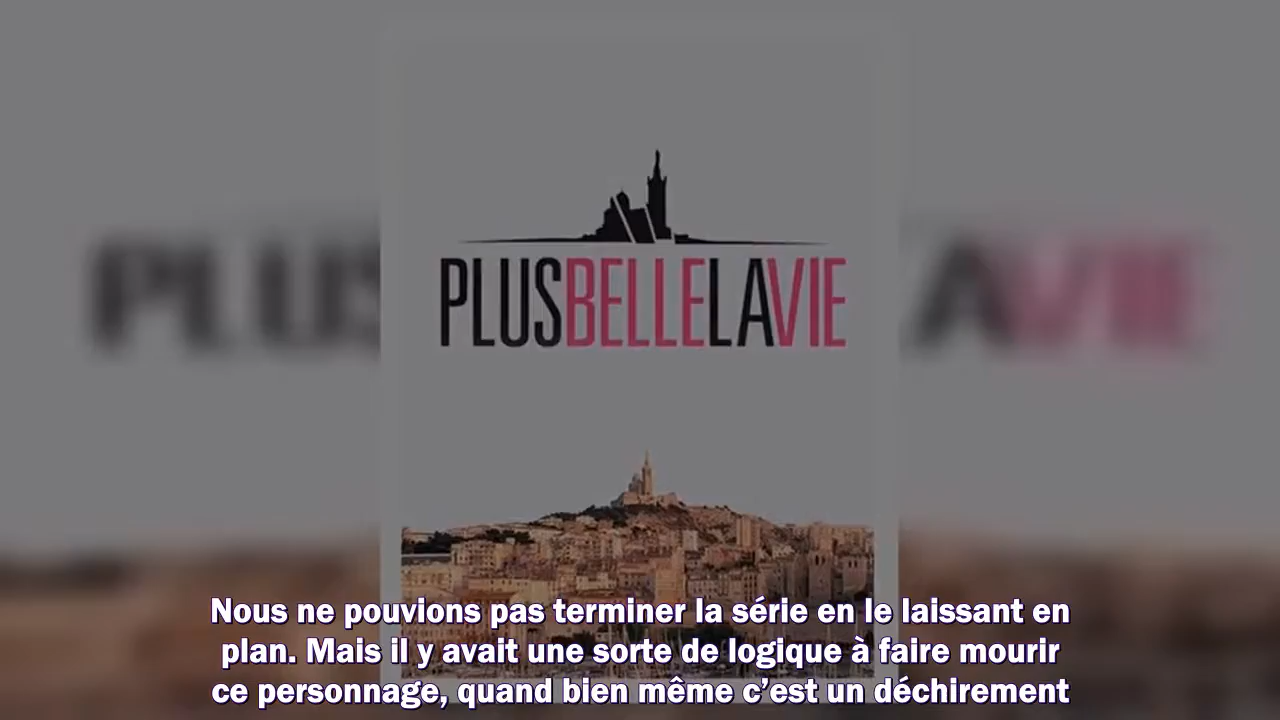 PLUSBELLELAVIE
Nous ne pouvions pas terminer la série en le laissant en
plan. Mais il y avait une sorte de logique à faire mourir
ce personnage, quand bien même c’est un déchirement